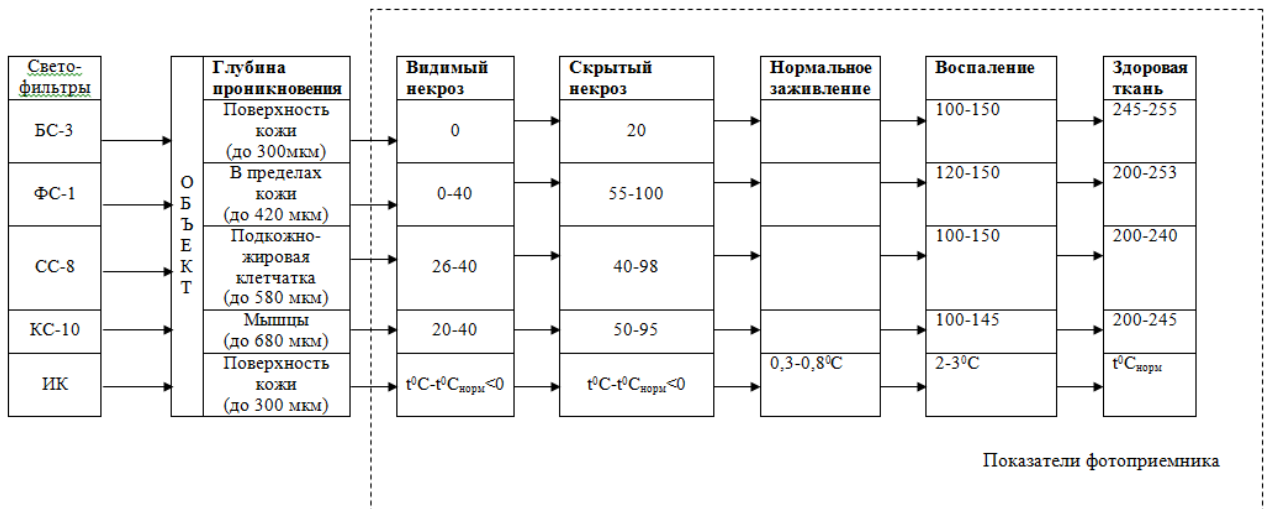 Свето-
фильтры
БС-3
ФС-1
СС-8
КС-10
ИК
ОБЪЕКТ
Глубина
проникновения
Поверхность
кожи
(до 300мкм)
В пределах
кожи
(до 420 мкм)
Подкожно-
жировая
клетчатка
(до 580 мкм)
Мышцы
(до 680 мкм)
Поверхность
кожи
(до 300 мкм)
Видимый
некроз
0
0-40
26-40
20-40
t⁰C-t⁰Cнорм<0
Скрытый
некроз
20
55-100
40-98
50-95
t⁰C-t⁰Cнорм<0
Нормальное
заживление
0,3-0,8⁰C
Воспаление
100-150
120-150
100-150
100-145
2-3⁰C
Здоровая
ткань
245-255
200-253
200-240
200-245
t⁰Cнорм
Показатели фотоприемника